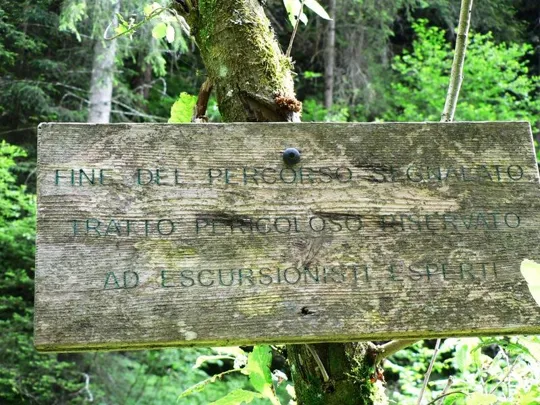 FINE DEL PERCORSO SEGNALATO
TRATTO PERICOLOSO RISERVATO
AD ESCURSIONISTI ESPERTI